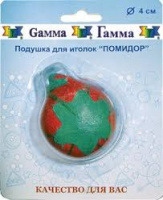 Ø 4 см
Gamma Гамма
Подушка для иголок "ПОМИДОР"
КАЧЕСТВО ДЛЯ ВАС